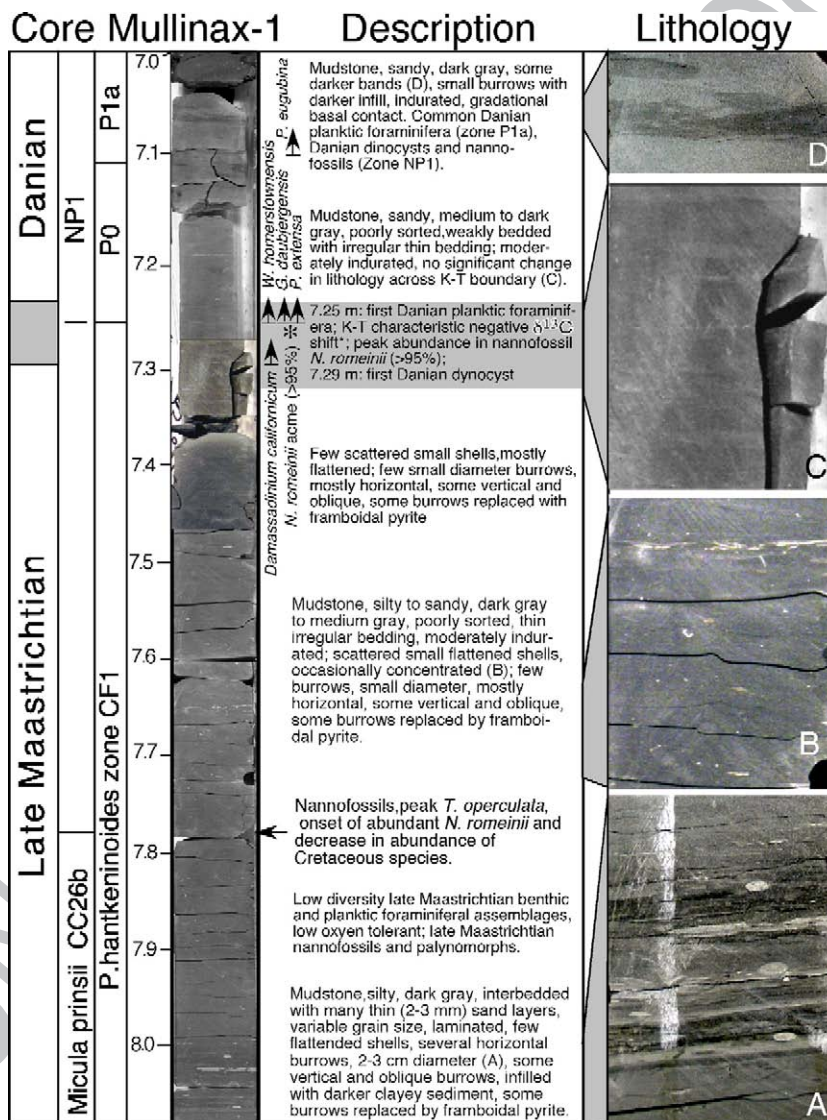 Core Mullinax-1
Description
Lithology
Danian
Late Maastrichtian
NP1
Micula prinsii CC26b
P1a
P0
P.hantkeninoides zone CF1
7.0
7.1
7.2
7.3
7.4
7.5
7.6
7.7
7.8
7.9
8.0
W. hornerstownensis
G. daubjergensis
P. extensa
P. eugubina
Damassadinium californicum
N. romeinii acme (>95%) *
Mudstone, sandy, dark gray, some
darker bands (D), small burrows with
darker infill, indurated, gradational
basal contact. Common Danian
planktic foraminifera (zone P1a),
Danian dinocysts and nanno-
fossils (Zone NP1).
Mudstone, sandy, medium to dark
gray, poorly sorted,weakly bedded
with irregular thin bedding; moder-
ately indurated, no significant change
in lithology across K-T boundary (C).
7.25 m: first Danian planktic foraminif-
era; K-T characteristic negative δ13C
shift*; peak abundance in nannofossil
N. romeinii (>95%);
7.29 m: first Danian dynocyst
Few scattered small shells,mostly
flattened; few small diameter burrows,
mostly horizontal, some vertical and
oblique, some burrows replaced with
framboidal pyrite
Mudstone, silty to sandy, dark gray
to medium gray, poorly sorted, thin
irregular bedding, moderately indur-
ated; scattered small flattened shells,
occasionally concentrated (B); few
burrows, small diameter, mostly
horizontal, some vertical and oblique,
some burrows replaced by framboi-
dal pyrite.
Nannofossils,peak T. operculata,
onset of abundant N. romeinii and
decrease in abundance of
Cretaceous species.
Low diversity late Maastrichtian benthic
and planktic foraminiferal assemblages,
low oxyen tolerant; late Maastrichtian
nannofossils and palynomorphs.
Mudstone,silty, dark gray, interbedded
with many thin (2-3 mm) sand layers,
variable grain size, laminated, few
flattended shells, several horizontal
burrows, 2-3 cm diameter (A), some
vertical and oblique burrows, infilled
with darker clayey sediment, some
burrows replaced by framboidal pyrite.
D
C
B
A